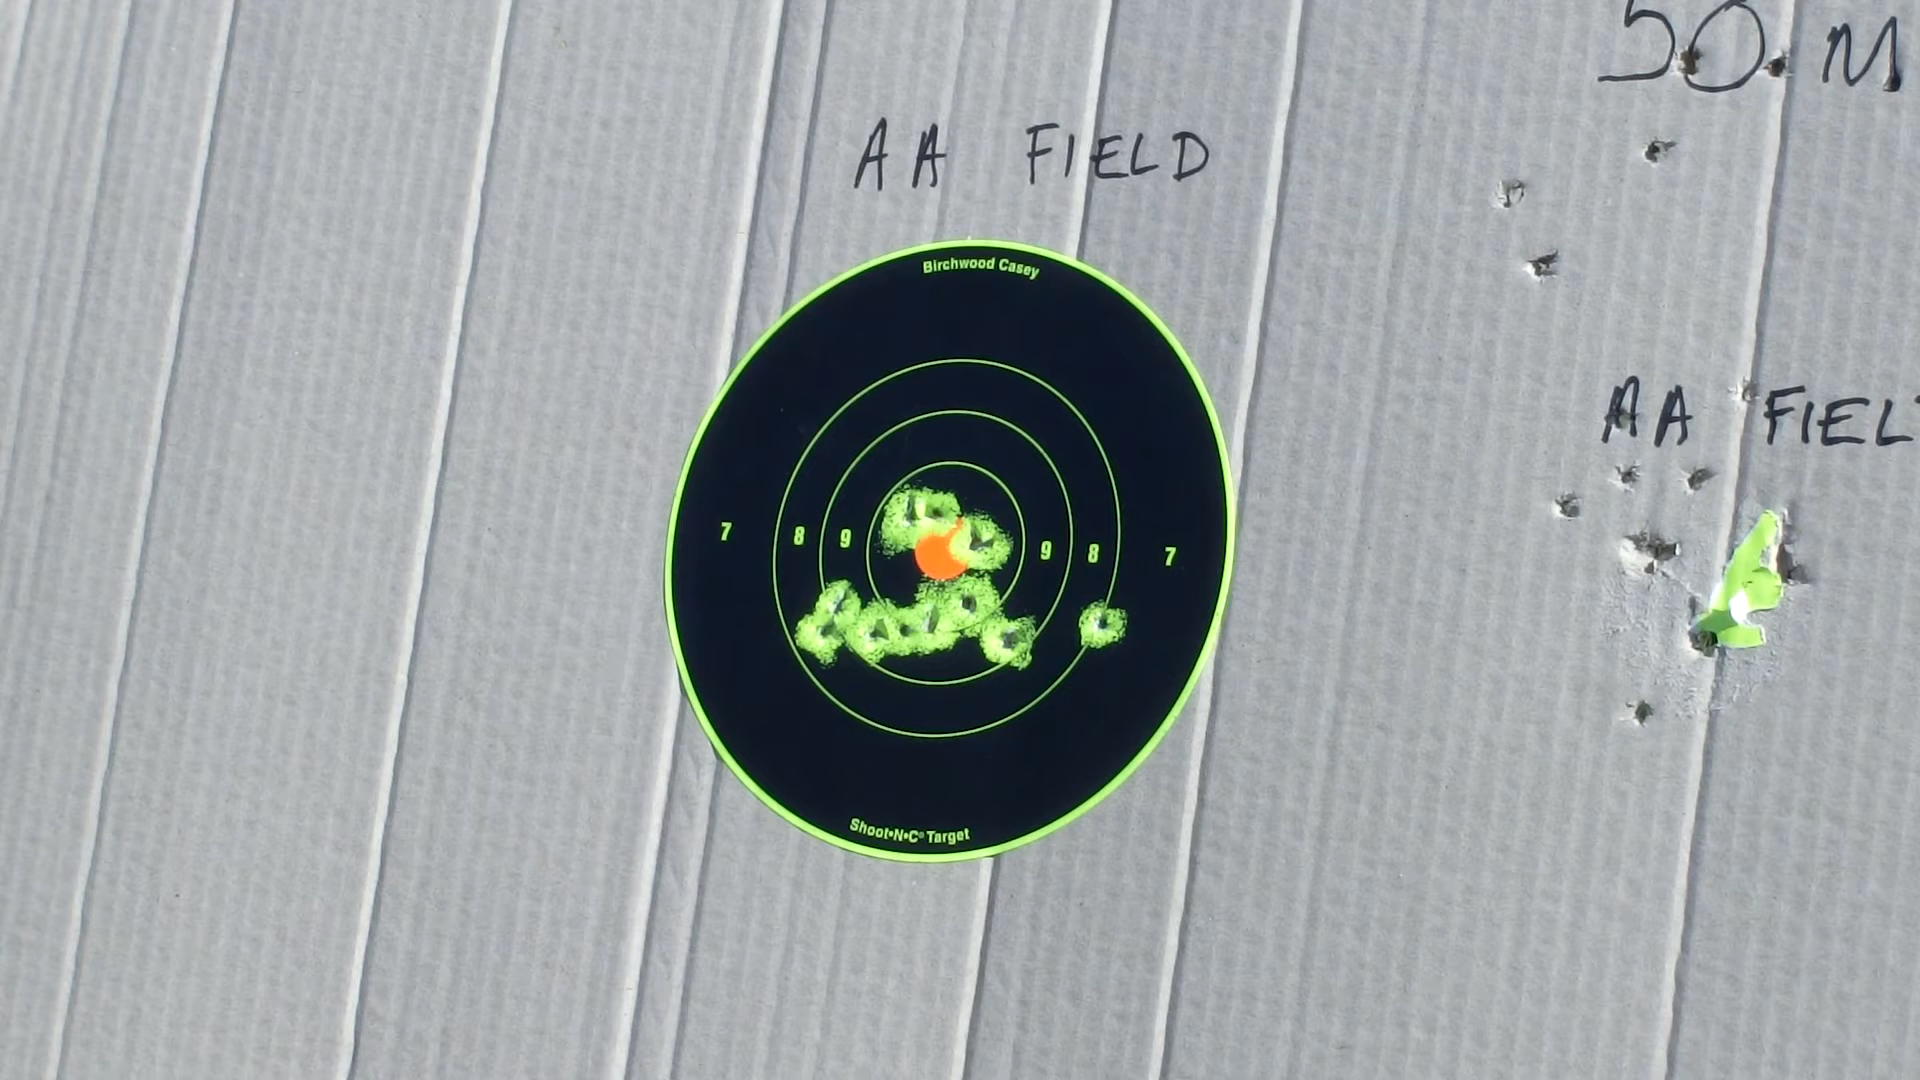 50 M
AA FIELD
Birchwood Casey
AA FIEL
7 8 9 9 8 7
Shoot•N•C® Target